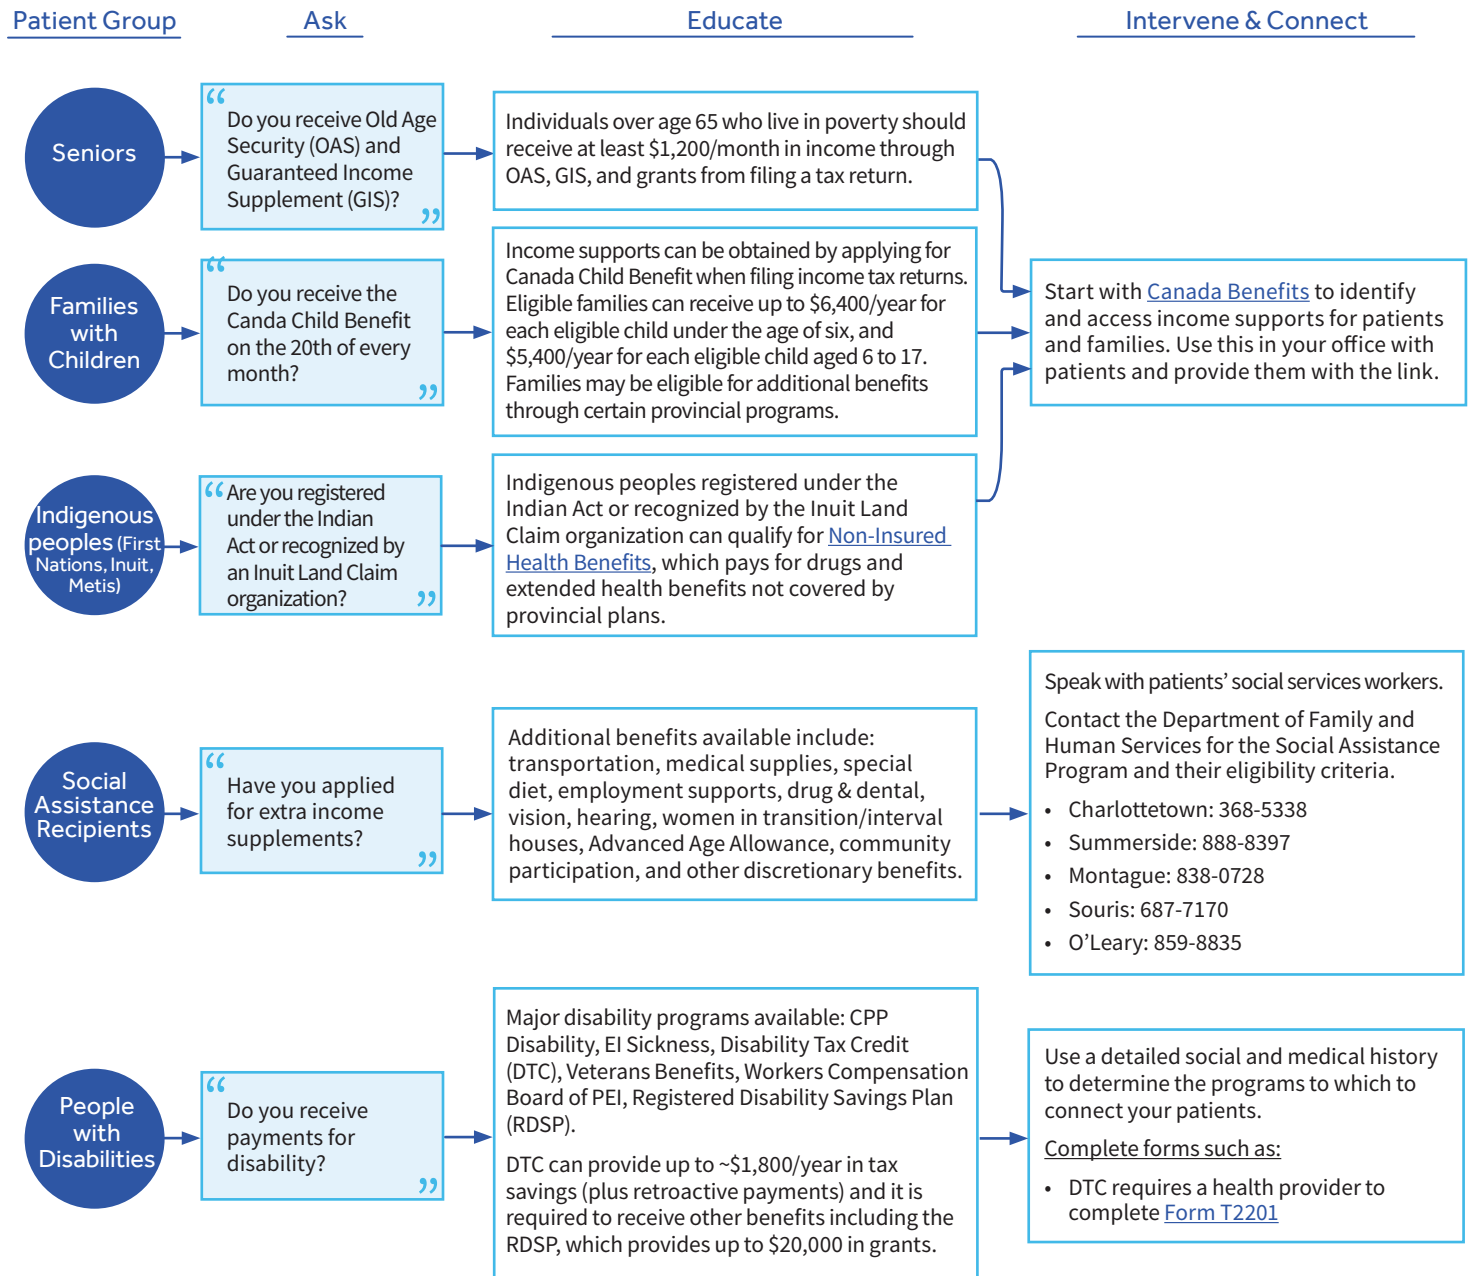 Patient Group
Ask
Educate
Intervene & Connect
Seniors
“
Do you receive Old Age
Security (OAS) and
Guaranteed Income
Supplement (GIS)?
”
Individuals over age 65 who live in poverty should
receive at least $1,200/month in income through
OAS, GIS, and grants from filing a tax return.
Families
with
Children
“
Do you receive the
Canda Child Benefit
on the 20th of every
month?
”
Income supports can be obtained by applying for
Canada Child Benefit when filing income tax returns.
Eligible families can receive up to $6,400/year for
each eligible child under the age of six, and
$5,400/year for each eligible child aged 6 to 17.
Families may be eligible for additional benefits
through certain provincial programs.
Start with Canada Benefits to identify
and access income supports for patients
and families. Use this in your office with
patients and provide them with the link.
Indigenous
peoples (First
Nations, Inuit,
Metis)
“ Are you registered
under the Indian
Act or recognized by
an Inuit Land Claim
organization? ”
Indigenous peoples registered under the
Indian Act or recognized by the Inuit Land
Claim organization can qualify for Non-Insured
Health Benefits, which pays for drugs and
extended health benefits not covered by
provincial plans.
Social
Assistance
Recipients
“
Have you applied
for extra income
supplements?
”
Additional benefits available include:
transportation, medical supplies, special
diet, employment supports, drug & dental,
vision, hearing, women in transition/interval
houses, Advanced Age Allowance, community
participation, and other discretionary benefits.
Speak with patients’ social services workers.
Contact the Department of Family and
Human Services for the Social Assistance
Program and their eligibility criteria.
• Charlottetown: 368-5338
• Summerside: 888-8397
• Montague: 838-0728
• Souris: 687-7170
• O’Leary: 859-8835
People
with
Disabilities
“
Do you receive
payments for
disability?
”
Major disability programs available: CPP
Disability, EI Sickness, Disability Tax Credit
(DTC), Veterans Benefits, Workers Compensation
Board of PEI, Registered Disability Savings Plan
(RDSP).
DTC can provide up to ~$1,800/year in tax
savings (plus retroactive payments) and it is
required to receive other benefits including the
RDSP, which provides up to $20,000 in grants.
Use a detailed social and medical history
to determine the programs to which to
connect your patients.
Complete forms such as:
• DTC requires a health provider to
complete Form T2201